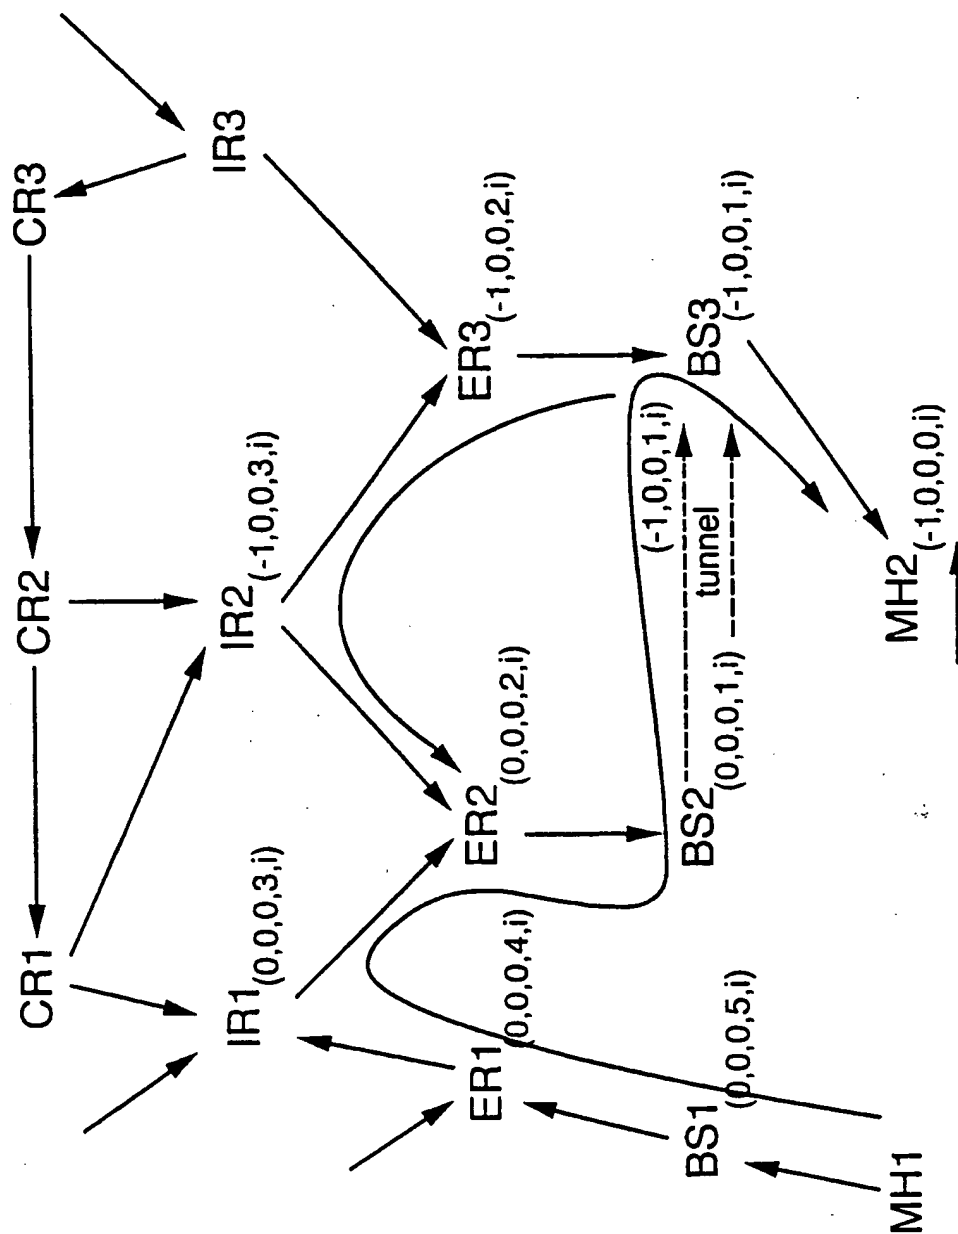 CR1
CR2
CR3
IR1 (0,0,0,3,i)
IR2 (-1,0,0,3,i)
IR3
ER1 (0,0,0,4,i)
ER2 (0,0,0,2,i)
ER3 (-1,0,0,2,i)
(-1,0,0,1,i)
tunnel
BS1 (0,0,0,5,i)
BS2 (0,0,0,1,i)
BS3 (-1,0,0,1,i)
MH1
MH2 (-1,0,0,0,i)